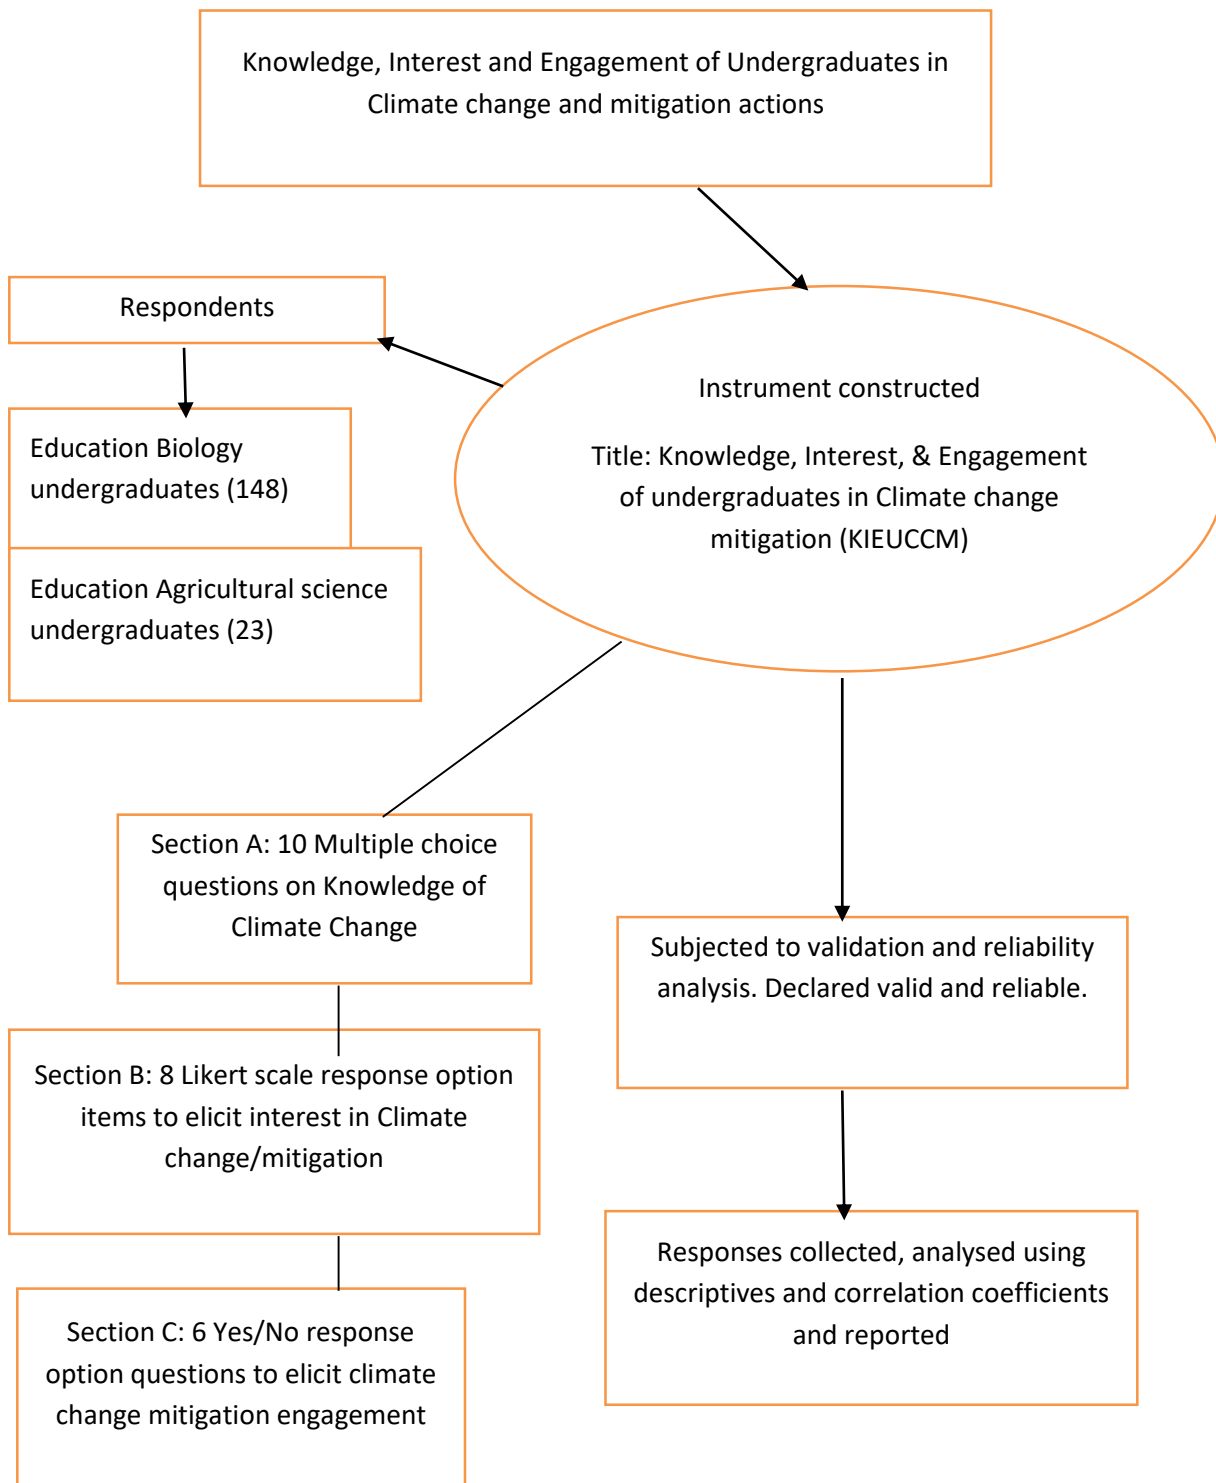 Knowledge, Interest and Engagement of Undergraduates in
Climate change and mitigation actions
Respondents
Education Biology
undergraduates (148)
Education Agricultural science
undergraduates (23)
Instrument constructed
Title: Knowledge, Interest, & Engagement
of undergraduates in Climate change
mitigation (KIEUCCM)
Section A: 10 Multiple choice
questions on Knowledge of
Climate Change
Section B: 8 Likert scale response option
items to elicit interest in Climate
change/mitigation
Section C: 6 Yes/No response
option questions to elicit climate
change mitigation engagement
Subjected to validation and reliability
analysis. Declared valid and reliable.
Responses collected, analysed using
descriptives and correlation coefficients
and reported